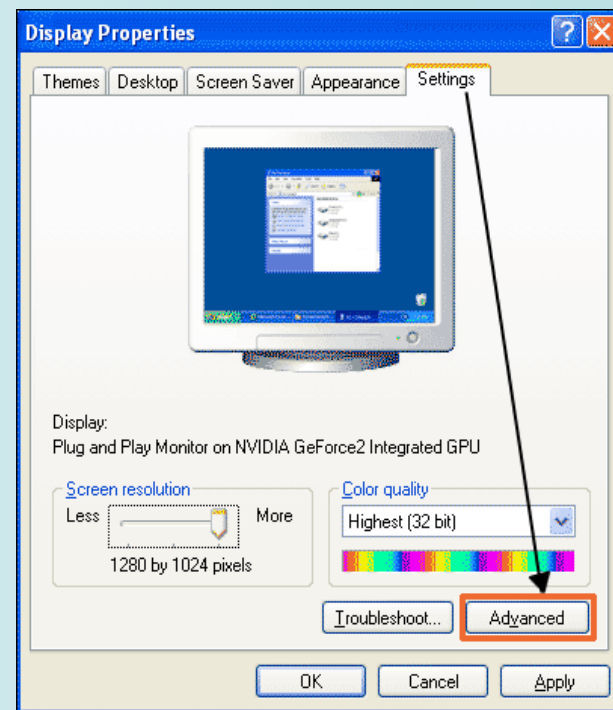 Display Properties
Themes Desktop Screen Saver Appearance Settings
Display:
Plug and Play Monitor on NVIDIA GeForce2 Integrated GPU
Screen resolution
Less More
1280 by 1024 pixels
Color quality
Highest (32 bit)
Troubleshoot... Advanced
OK Cancel Apply